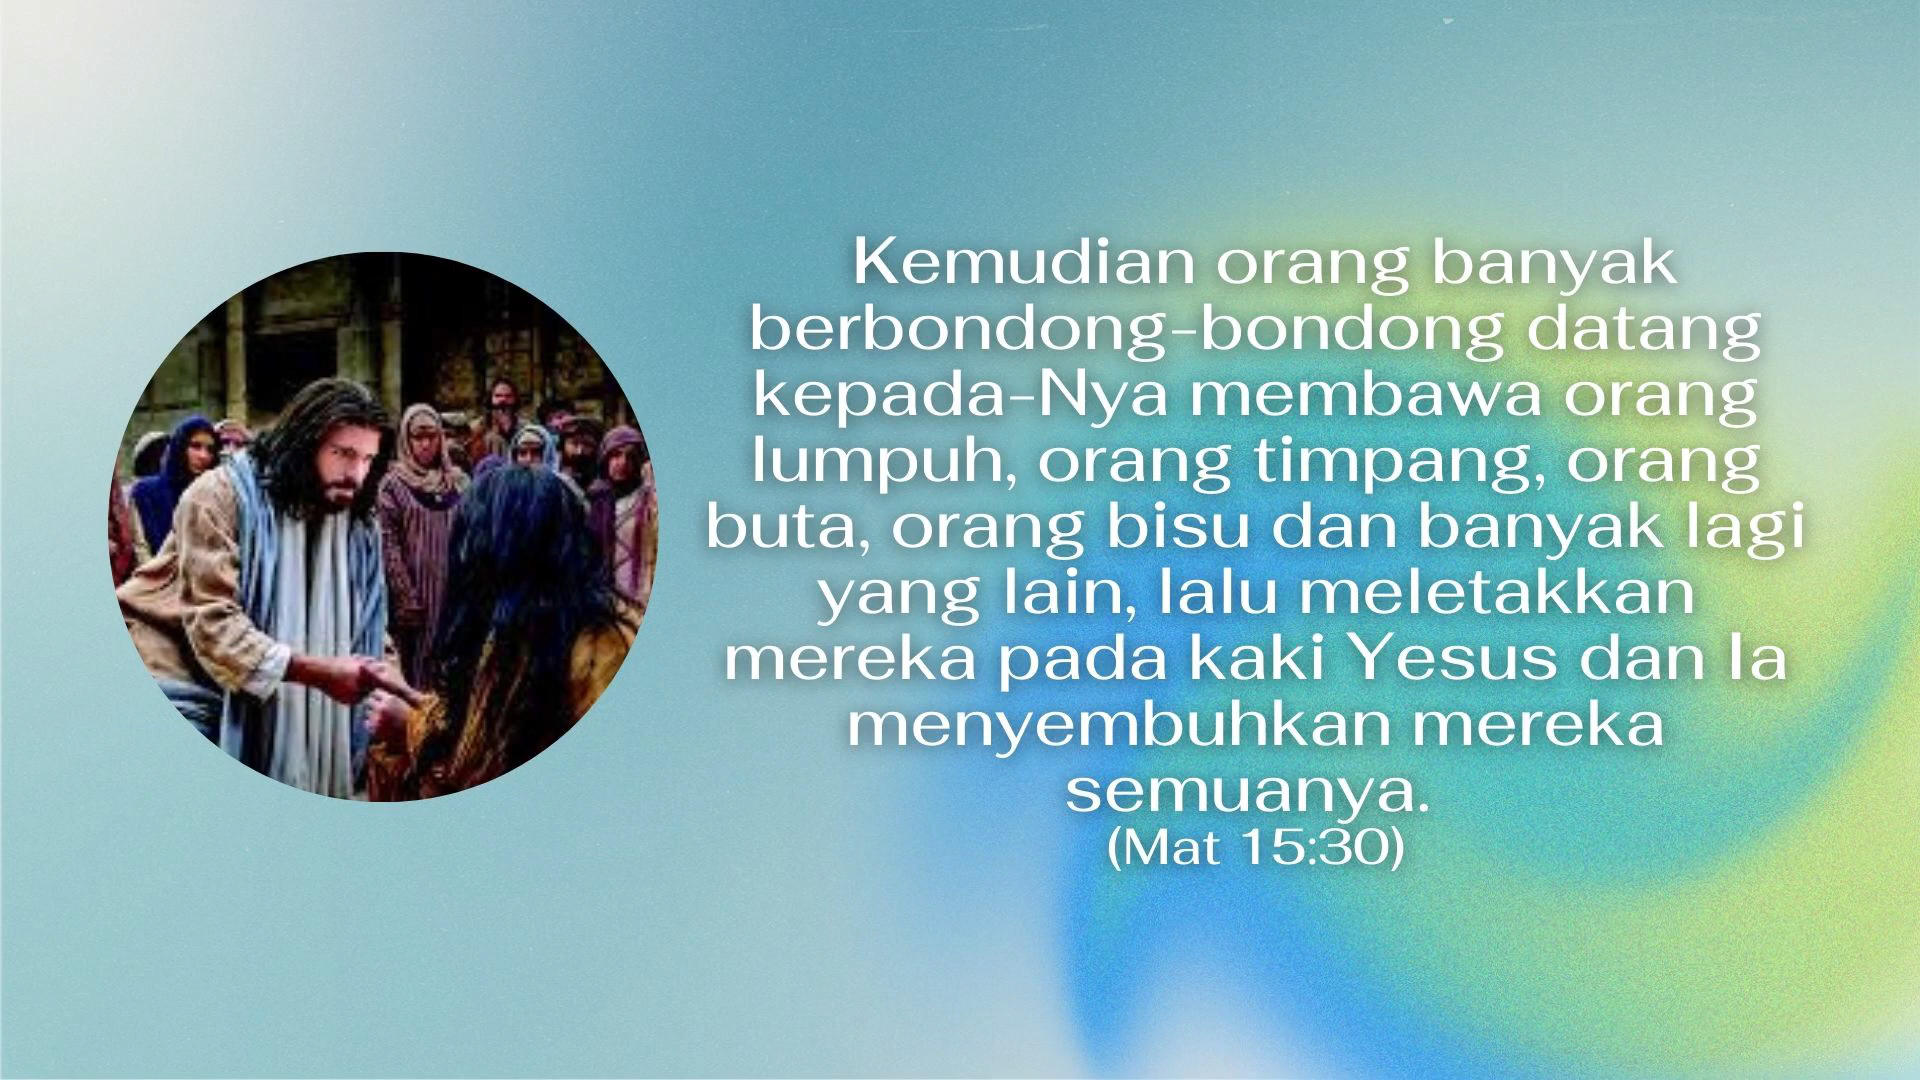 Kemudian orang banyak
berbondong-bondong datang
kepada-Nya membawa orang
lumpuh, orang timpang, orang
buta, orang bisu dan banyak lagi
yang lain, lalu meletakkan
mereka pada kaki Yesus dan Ia
menyembuhkan mereka
semuanya.
(Mat 15:30)